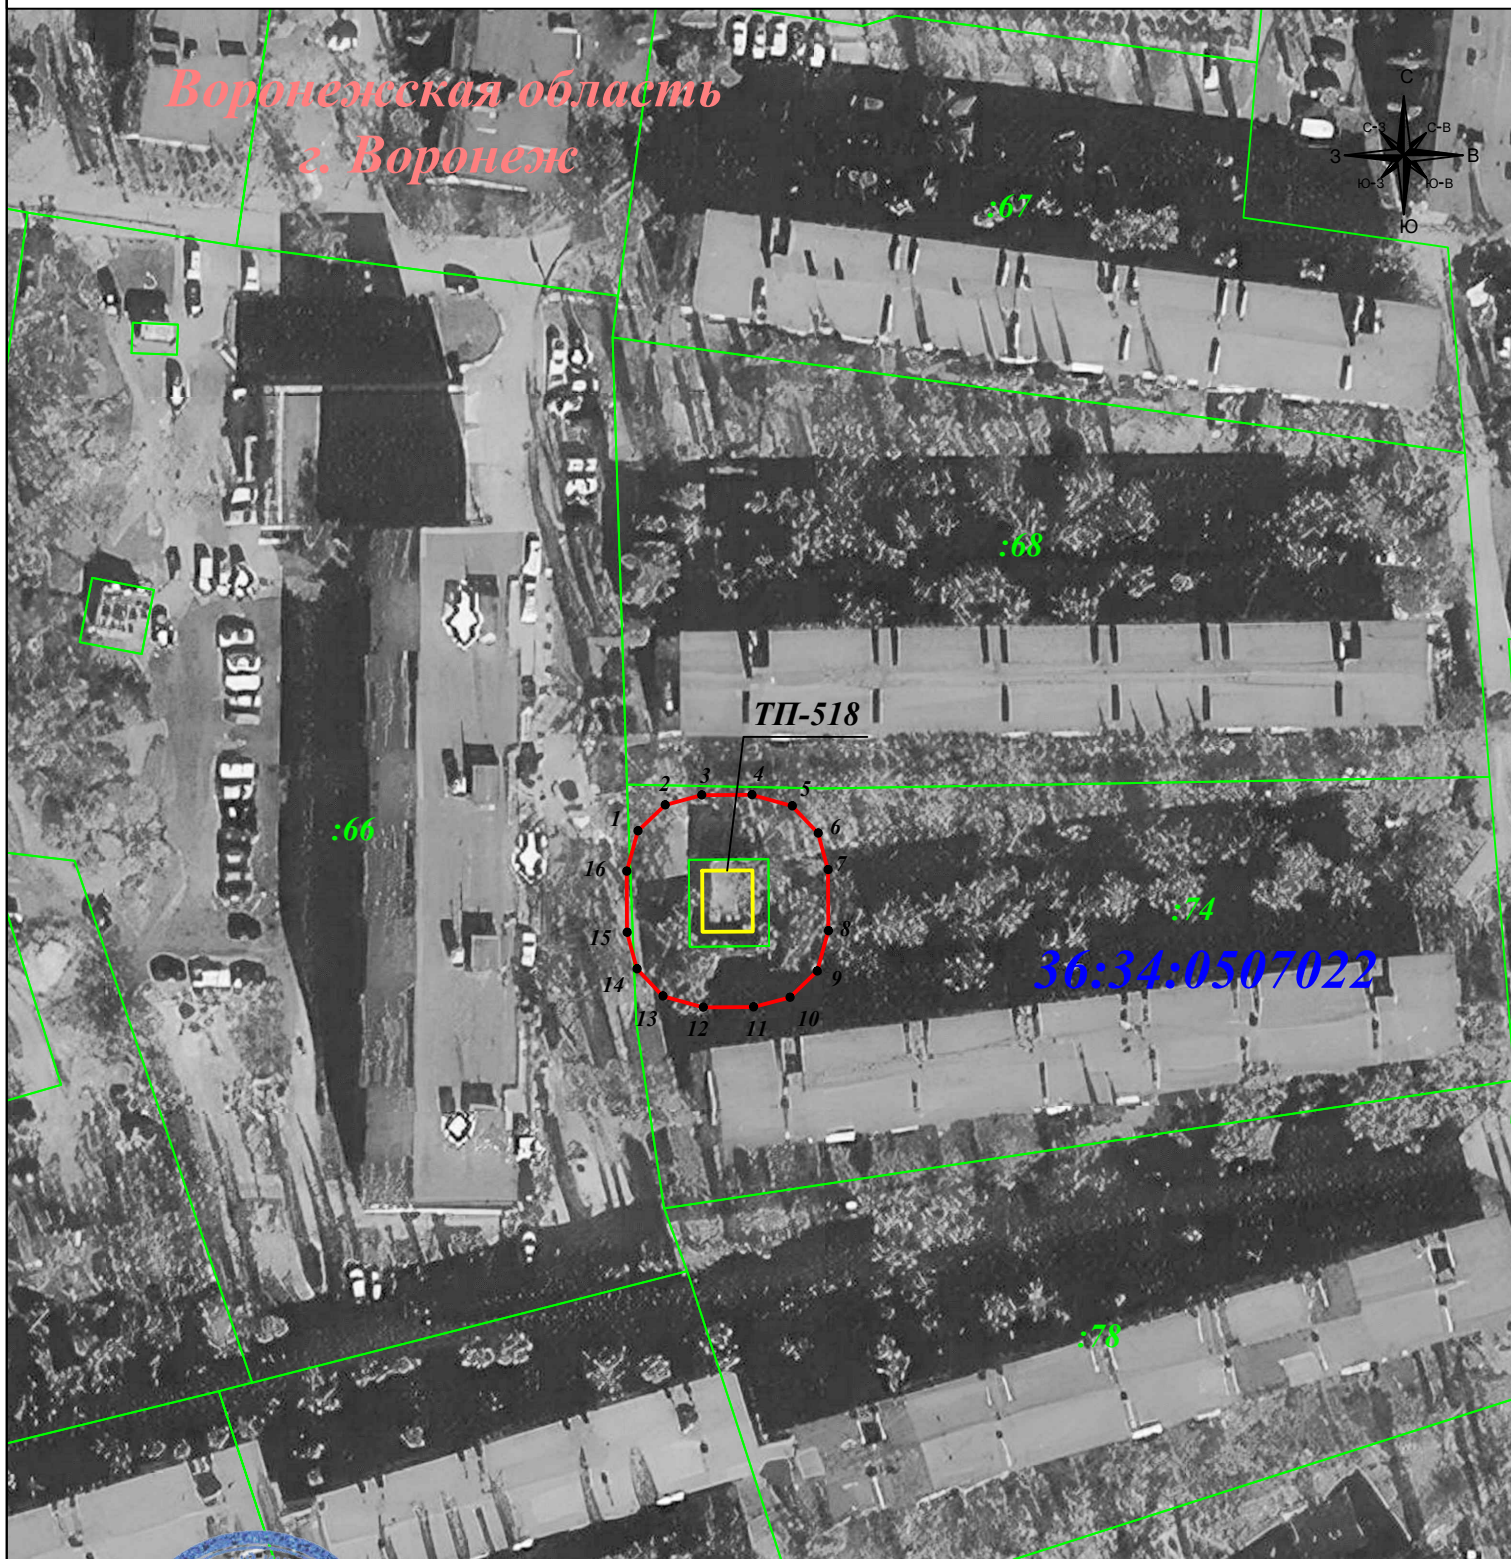 Воронежская область
г. Воронеж
С
С-З
С-В
З
В
Ю-З
Ю-В
Ю
:67
:68
ТП-518
:66
:74
36:34:0507022
:78
1
2
3
4
5
6
7
8
9
10
11
12
13
14
15
16